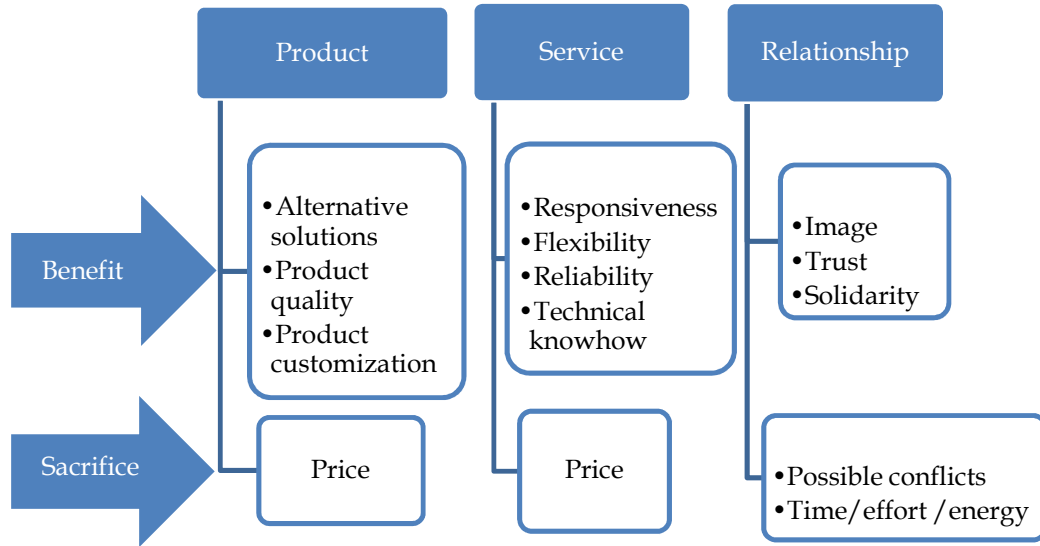 Product
Service
Relationship
Benefit
•Alternative
solutions
•Product
quality
•Product
customization
•Responsiveness
•Flexibility
•Reliability
•Technical
knowhow
•Image
•Trust
•Solidarity
Sacrifice
Price
Price
•Possible conflicts
•Time/effort /energy